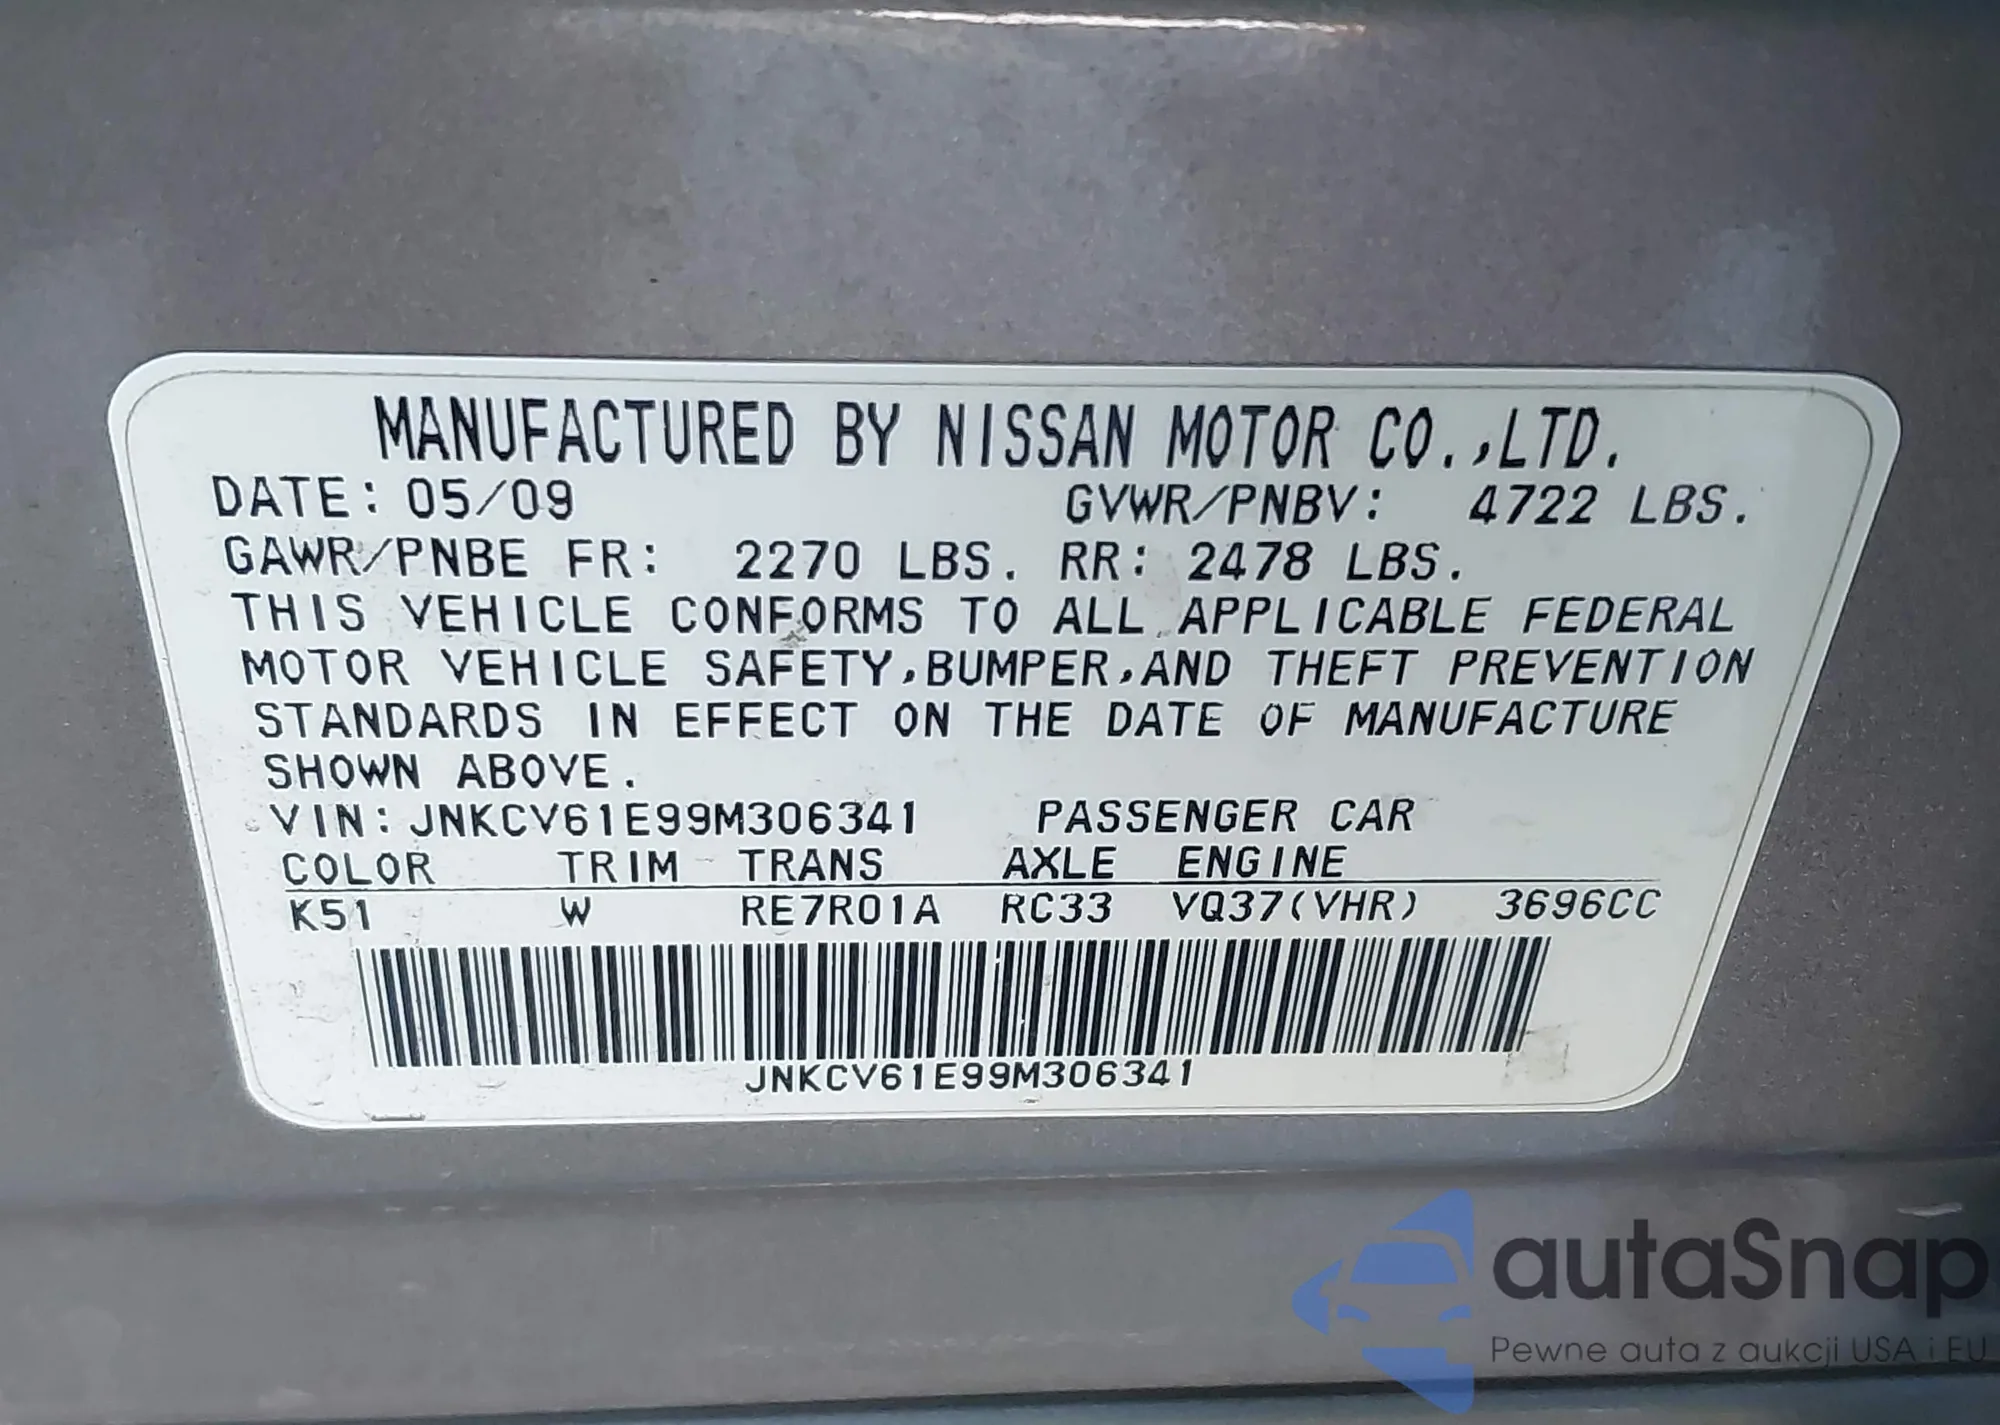 MANUFACTURED BY NISSAN MOTOR CO.,LTD.
DATE: 05/09 GVWR/PNBV: 4722 LBS.
GAWR/PNBE FR: 2270 LBS. RR: 2478 LBS.
THIS VEHICLE CONFORMS TO ALL APPLICABLE FEDERAL
MOTOR VEHICLE SAFETY,BUMPER,AND THEFT PREVENTION
STANDARDS IN EFFECT ON THE DATE OF MANUFACTURE
SHOWN ABOVE.
VIN:JNKCV61E99M306341 PASSENGER CAR
COLOR TRIM TRANS AXLE ENGINE
K51 W RE7R01A RC33 VQ37(VHR) 3696CC
JNKCV61E99M306341
autaSnap
Pewne auta z aukcji USA i EU